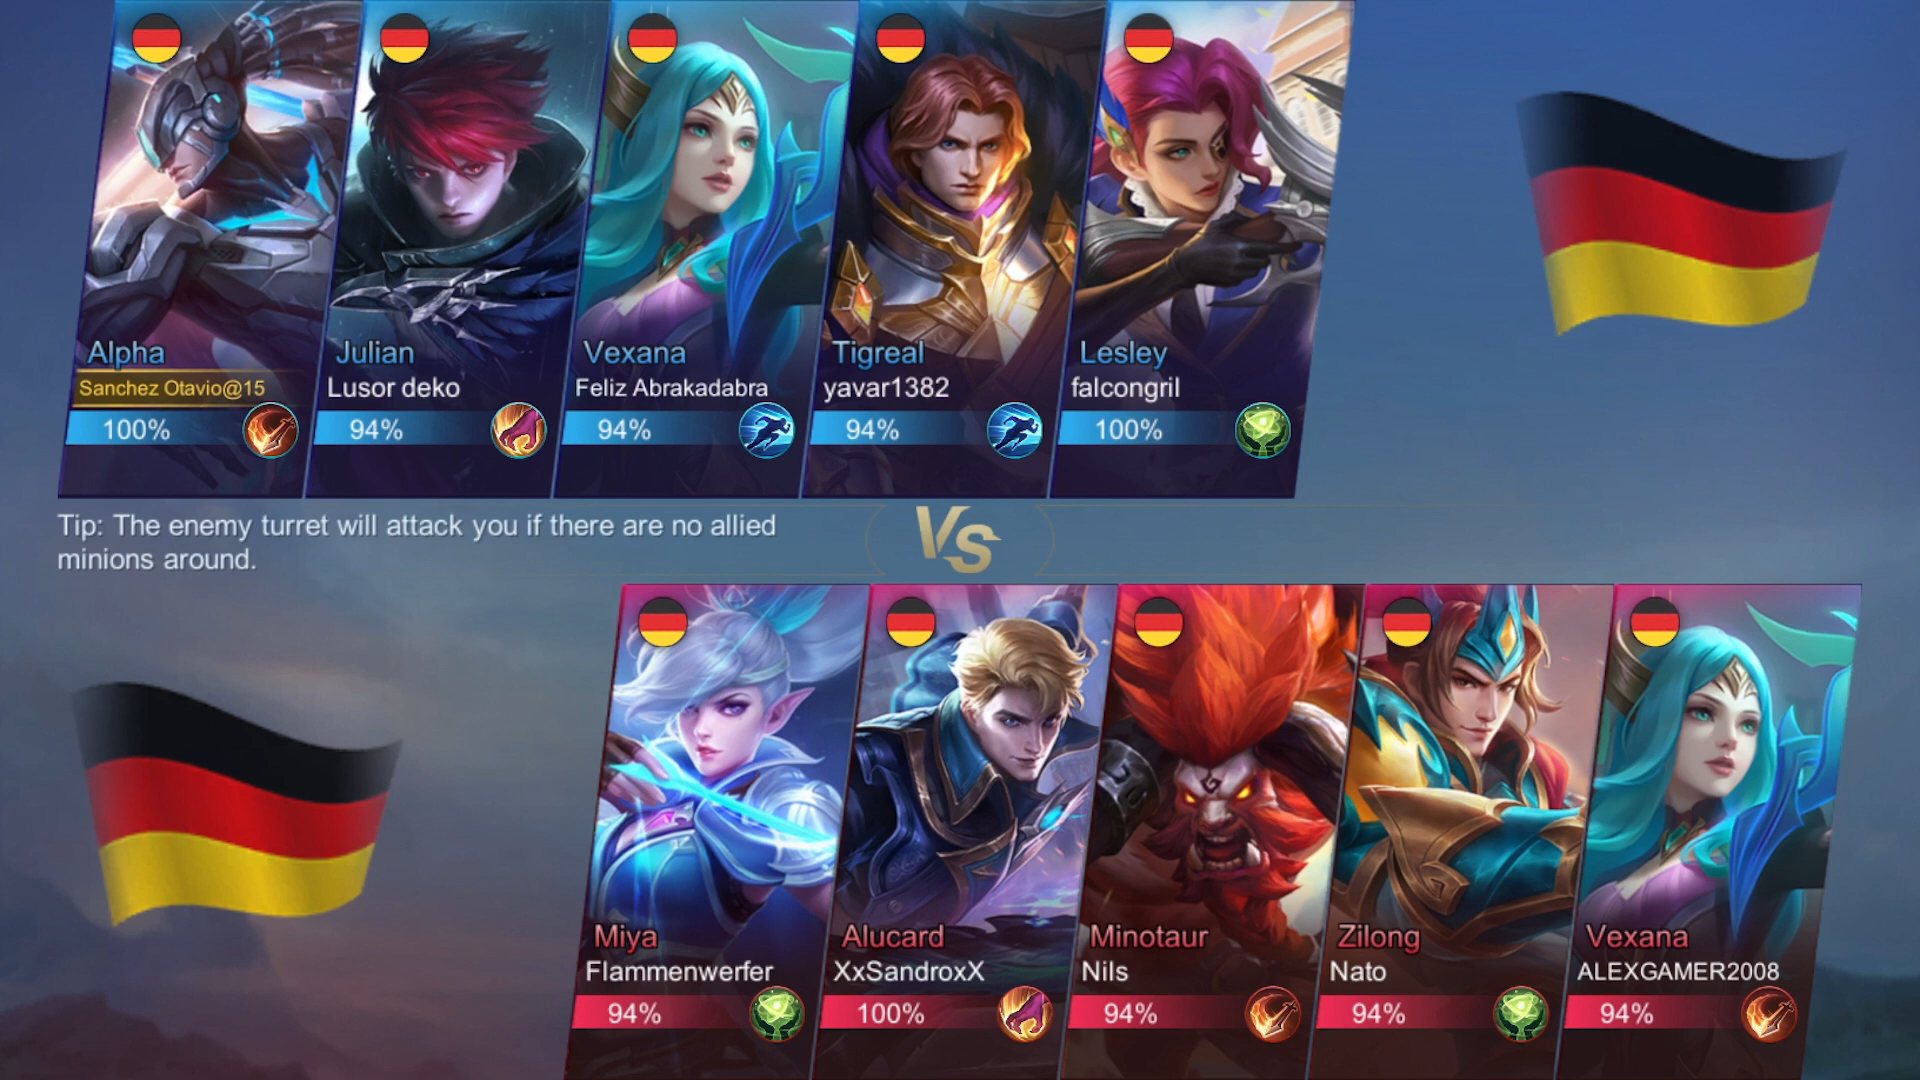 Alpha
Sanchez Otavio@15
100%
Julian
Lusor deko
94%
Vexana
Feliz Abrakadabra
94%
Tigreal
yavar1382
94%
Lesley
falcongril
100%
Tip: The enemy turret will attack you if there are no allied
minions around.
VS
Miya
Flammenwerfer
94%
Alucard
XxSandroxX
100%
Minotaur
Nils
94%
Zilong
Nato
94%
Vexana
ALEXGAMER2008
94%